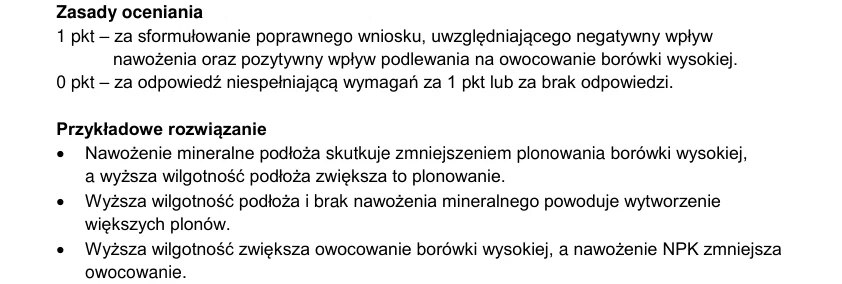 Zasady oceniania
1 pkt – za sformułowanie poprawnego wniosku, uwzględniającego negatywny wpływ
nawożenia oraz pozytywny wpływ podlewania na owocowanie borówki wysokiej.
0 pkt – za odpowiedź niespełniającą wymagań za 1 pkt lub za brak odpowiedzi.
Przykładowe rozwiązanie
• Nawożenie mineralne podłoża skutkuje zmniejszeniem plonowania borówki wysokiej,
a wyższa wilgotność podłoża zwiększa to plonowanie.
• Wyższa wilgotność podłoża i brak nawożenia mineralnego powoduje wytworzenie
większych plonów.
• Wyższa wilgotność zwiększa owocowanie borówki wysokiej, a nawożenie NPK zmniejsza
owocowanie.